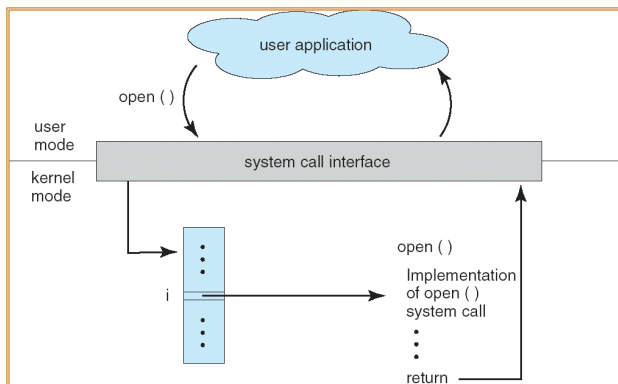 user application
open ( )
user
mode
system call interface
kernel
mode
open ( )
i
Implementation
of open ( )
system call
return